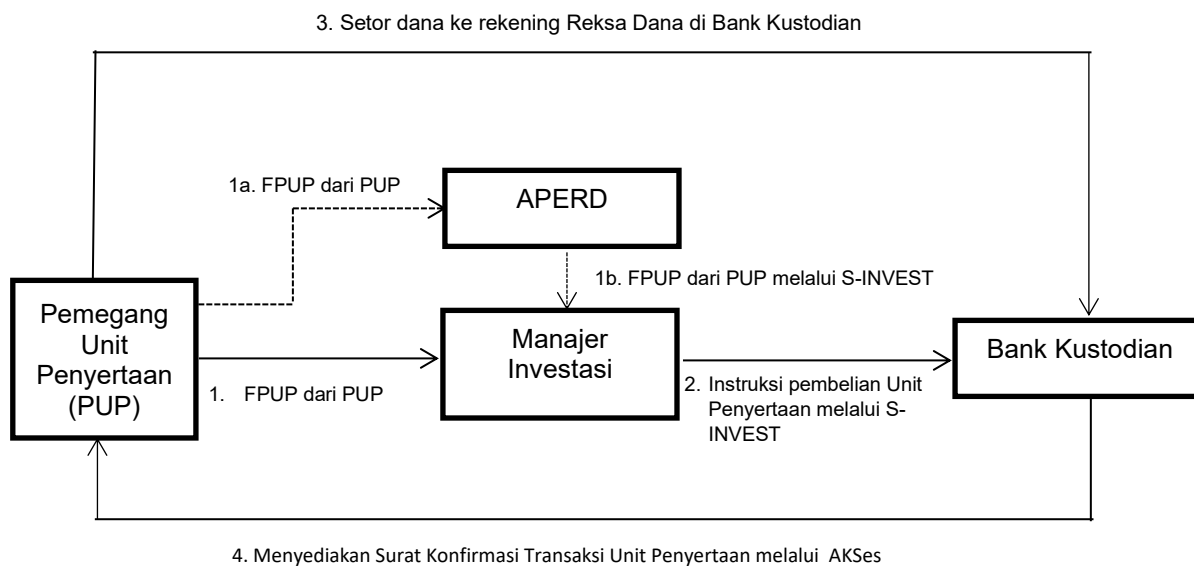 3. Setor dana ke rekening Reksa Dana di Bank Kustodian
1a. FPUP dari PUP
APERD
1b. FPUP dari PUP melalui S-INVEST
Pemegang
Unit
Penyertaan
(PUP)
Manajer
Investasi
Bank Kustodian
1. FPUP dari PUP
2. Instruksi pembelian Unit
Penyertaan melalui S-
INVEST
4. Menyediakan Surat Konfirmasi Transaksi Unit Penyertaan melalui AKSes